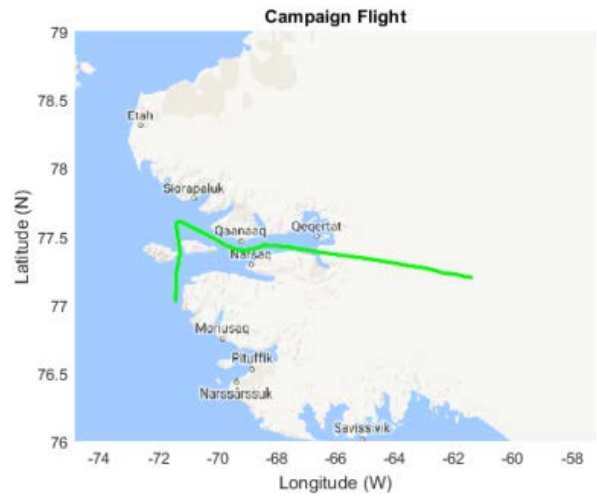 Campaign Flight
79
78.5
78
77.5
77
76.5
76
Latitude (N)
Etah
Siorapaluk
Qaanaaq
Qeqertat
Narsaq
Moriusaq
Pituffik
Narssârssuk
Savissivik
-74 -72 -70 -68 -66 -64 -62 -60 -58
Longitude (W)